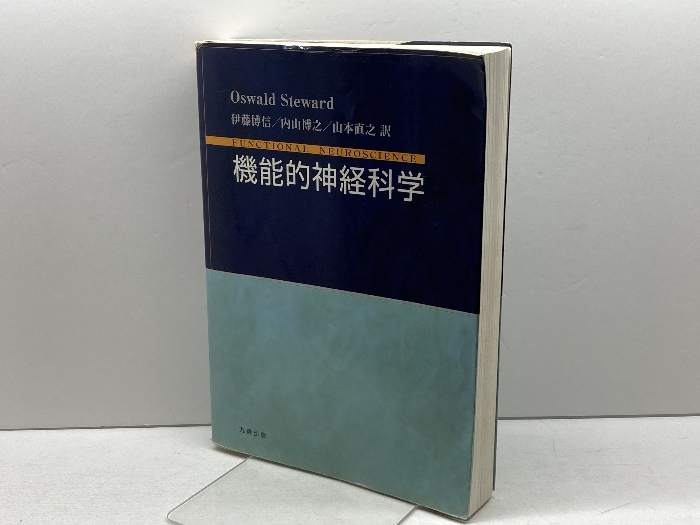 Oswald Steward
伊藤博信／内山博之／山本直之 訳
FUNCTIONAL NEUROSCIENCE
機能的神経科学